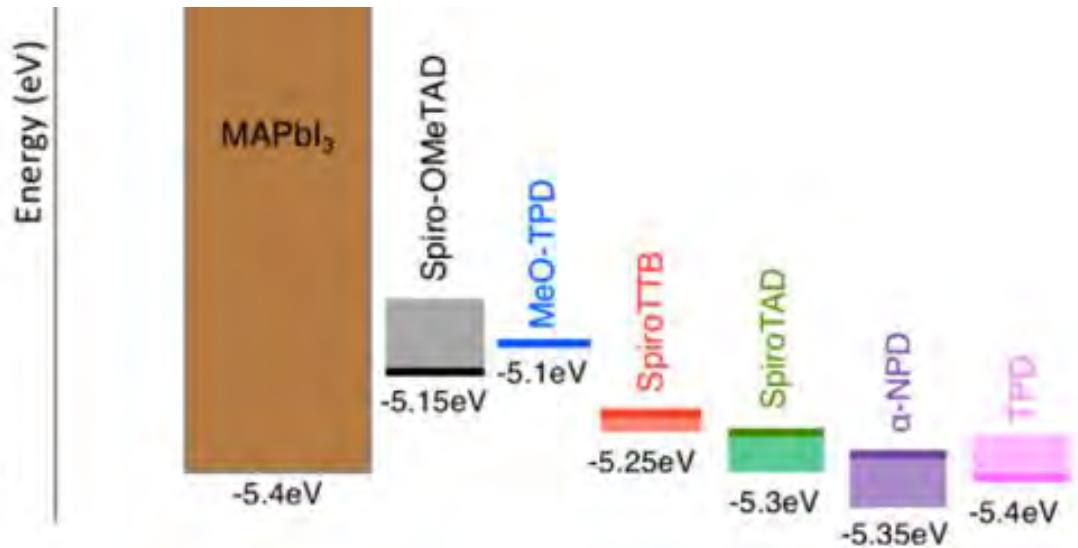 Energy (eV)
MAPbI₃
-5.4eV
Spiro-OMeTAD
-5.15eV
MeO-TPD
-5.1eV
SpiroTTB
-5.25eV
SpiroTAD
-5.3eV
α-NPD
-5.35eV
TPD
-5.4eV